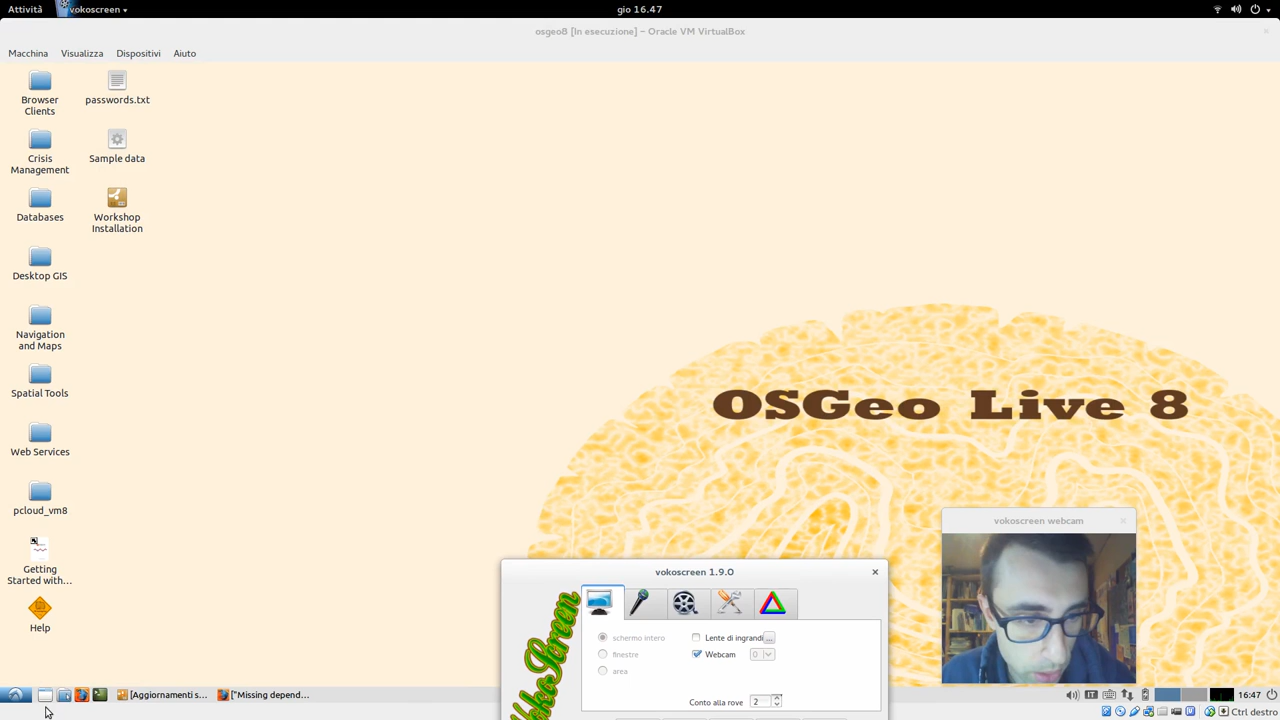 Attività
vokoscreen
gio 16.47
osgeo8 [In esecuzione] – Oracle VM VirtualBox
Macchina Visualizza Dispositivi Aiuto
Browser Clients
passwords.txt
Crisis Management
Sample data
Databases
Workshop Installation
Desktop GIS
Navigation and Maps
Spatial Tools
Web Services
pcloud_vm8
Getting Started with...
Help
OSGeo Live 8
vokoscreen webcam
vokoscreen 1.9.0
VokoScreen
schermo intero
Lente di ingrandi
...
finestre
Webcam
0
area
Conto alla rove
2
[Aggiornamenti s...
["Missing depend...
IT
16:47
Ctrl destro